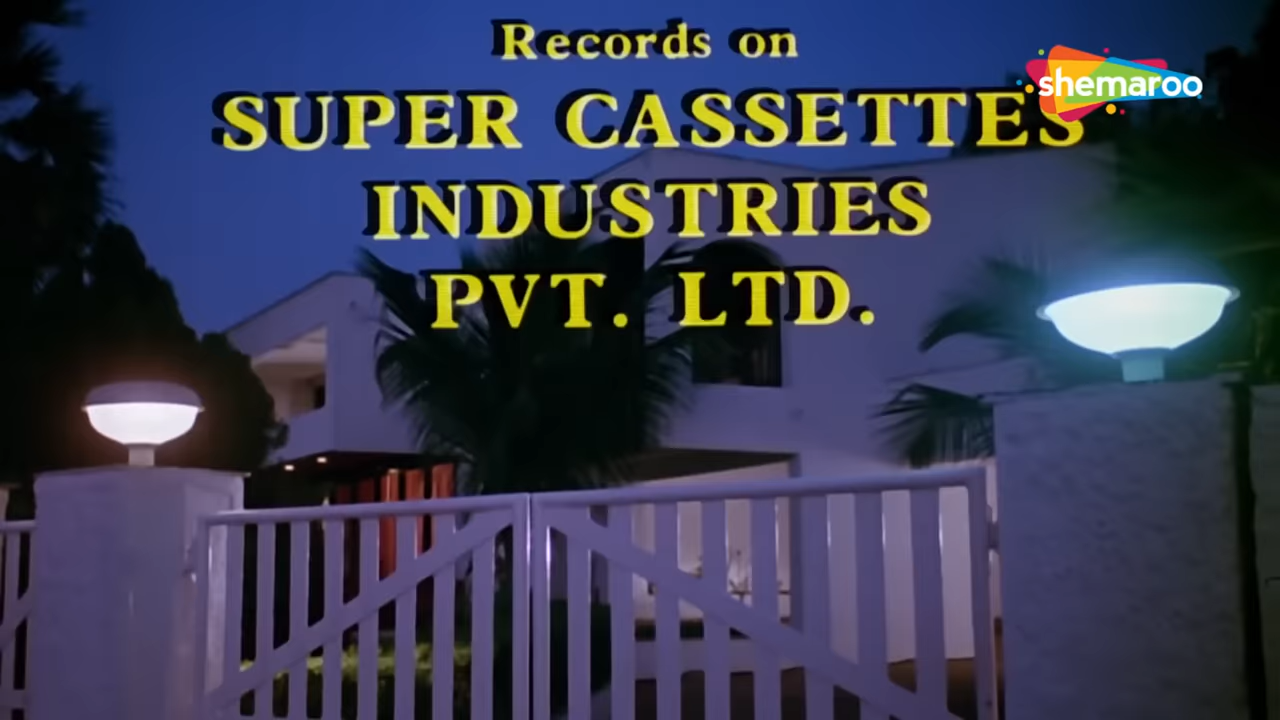 Records on
SUPER CASSETTES
INDUSTRIES
PVT. LTD.
shemaroo